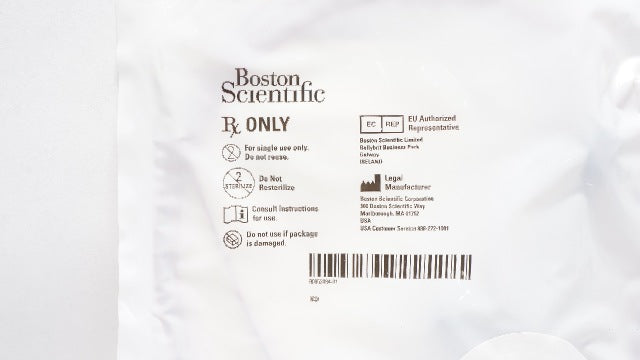 Boston
Scientific
Rx ONLY
For single use only.
Do not reuse.
2
STERILIZE
Do Not
Resterilize
Consult Instructions
for use.
Do not use if package
is damaged.
EC REP
EU Authorized
Representative
Boston Scientific Limited
Ballybrit Business Park
Galway
IRELAND
Legal
Manufacturer
Boston Scientific Corporation
300 Boston Scientific Way
Marlborough, MA 01752
USA
USA Customer Service 888-272-1001